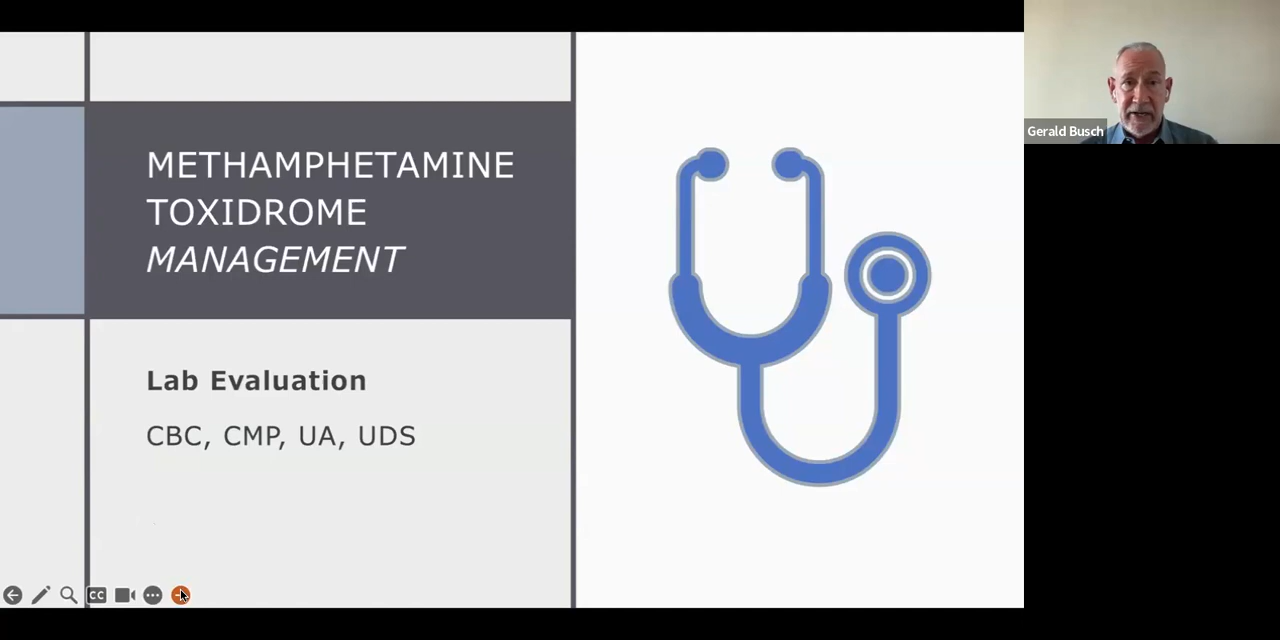 METHAMPHETAMINE
TOXIDROME
MANAGEMENT
Lab Evaluation
CBC, CMP, UA, UDS
CC
Gerald Busch